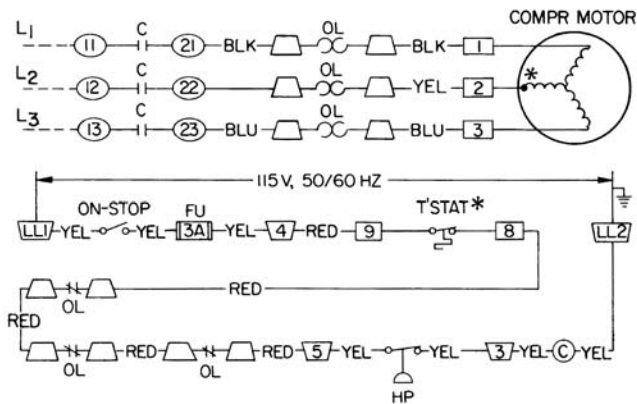 COMPR MOTOR
L1 11 C 21 BLK OL BLK 1
L2 12 C 22 OL YEL 2 *
L3 13 C 23 BLU OL BLU 3
115V, 50/60 HZ
ON-STOP FU T'STAT*
LL1 YEL YEL 3A YEL 4 RED 9 8 LL2
OL RED
RED
RED RED 5 YEL YEL 3 YEL C YEL
OL OL HP